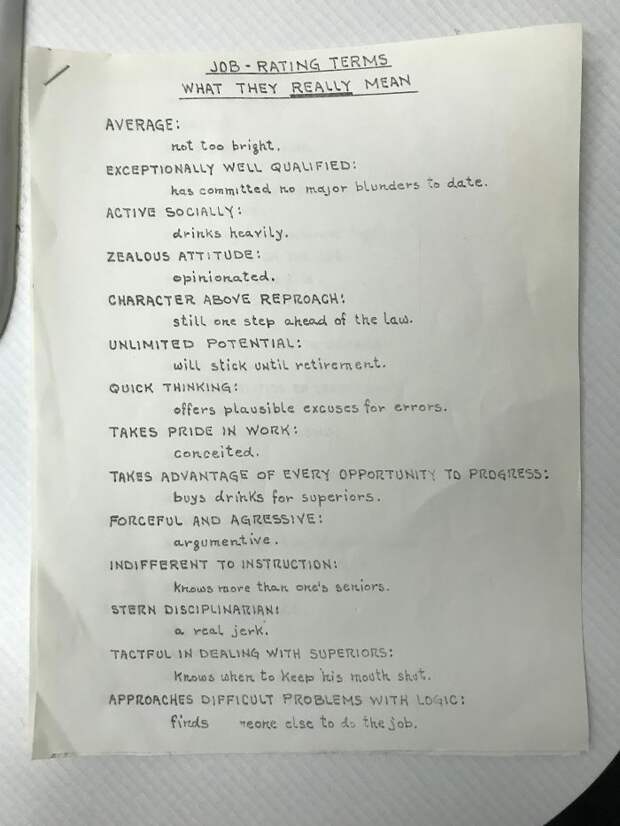 JOB - RATING TERMS
WHAT THEY REALLY MEAN
AVERAGE:
not too bright.
EXCEPTIONALLY WELL QUALIFIED:
has committed no major blunders to date.
ACTIVE SOCIALLY:
drinks heavily.
ZEALOUS ATTITUDE:
opinionated.
CHARACTER ABOVE REPROACH:
still one step ahead of the law.
UNLIMITED POTENTIAL:
will stick until retirement.
QUICK THINKING:
offers plausible excuses for errors.
TAKES PRIDE IN WORK:
conceited.
TAKES ADVANTAGE OF EVERY OPPORTUNITY TO PROGRESS:
buys drinks for superiors.
FORCEFUL AND AGRESSIVE:
argumentive.
INDIFFERENT TO INSTRUCTION:
knows more than one's seniors.
STERN DISCIPLINARIAN:
a real jerk.
TACTFUL IN DEALING WITH SUPERIORS:
knows when to keep his mouth shut.
APPROACHES DIFFICULT PROBLEMS WITH LOGIC:
finds meone else to do the job.